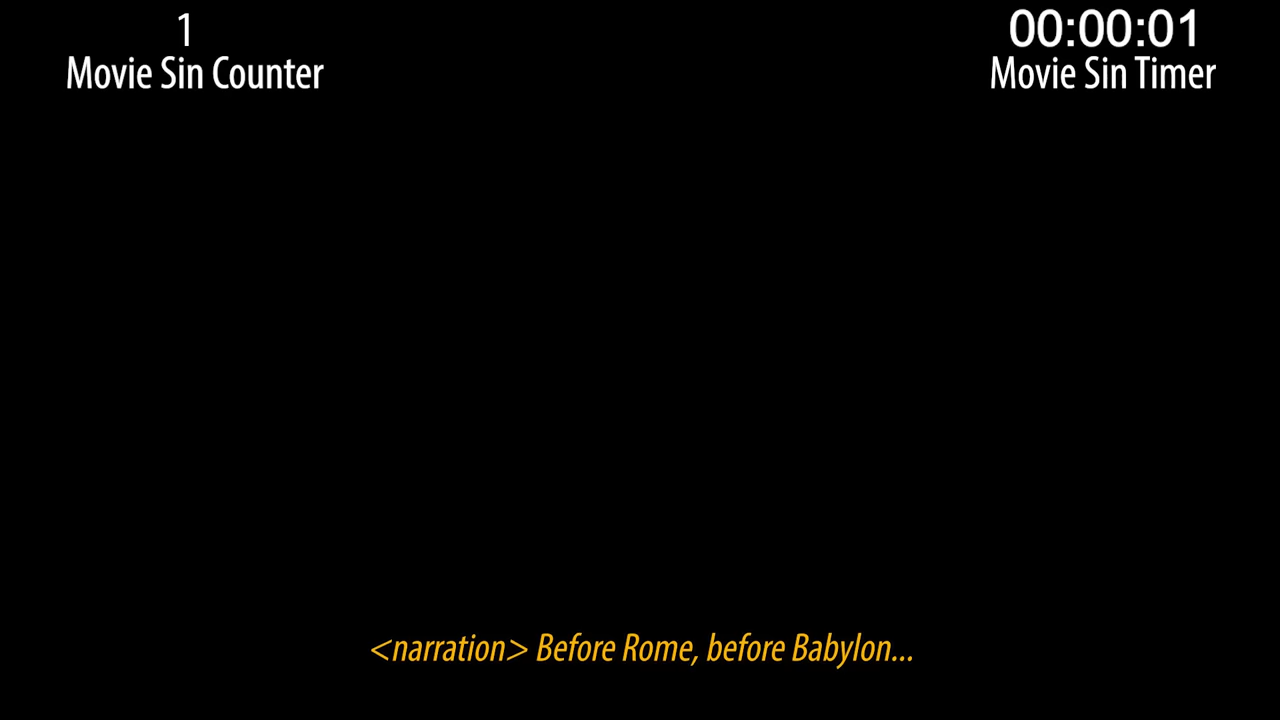 1
Movie Sin Counter
00:00:01
Movie Sin Timer
<narration> Before Rome, before Babylon...